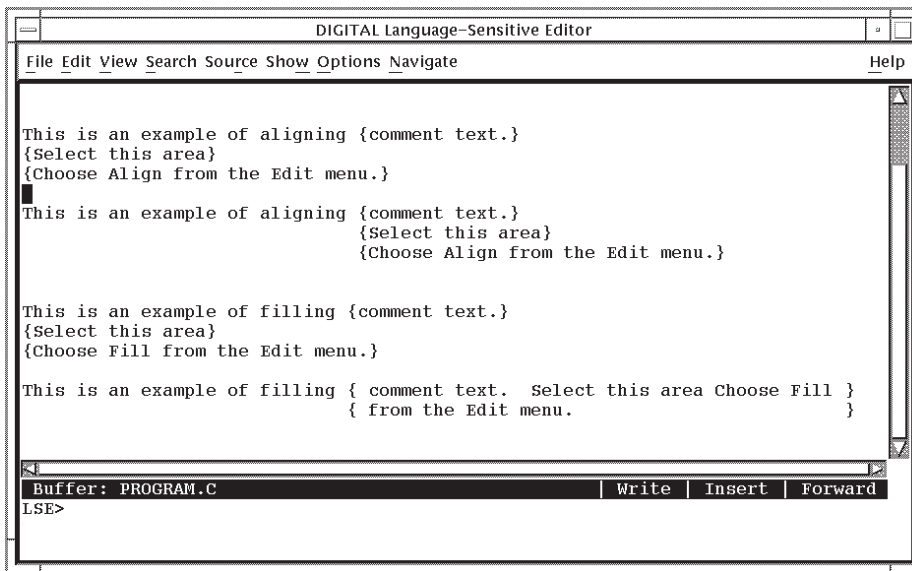 DIGITAL Language-Sensitive Editor
File Edit View Search Source Show Options Navigate Help
This is an example of aligning {comment text.}
{Select this area}
{Choose Align from the Edit menu.}
This is an example of aligning {comment text.}
{Select this area}
{Choose Align from the Edit menu.}
This is an example of filling {comment text.}
{Select this area}
{Choose Fill from the Edit menu.}
This is an example of filling { comment text.  Select this area Choose Fill }
{ from the Edit menu. }
Buffer: PROGRAM.C | Write | Insert | Forward
LSE>